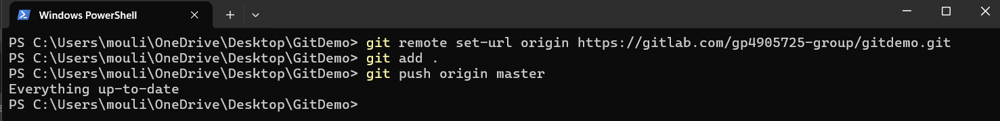 Windows PowerShell
PS C:\Users\mouli\OneDrive\Desktop\GitDemo> git remote set-url origin https://gitlab.com/gp4905725-group/gitdemo.git
PS C:\Users\mouli\OneDrive\Desktop\GitDemo> git add .
PS C:\Users\mouli\OneDrive\Desktop\GitDemo> git push origin master
Everything up-to-date
PS C:\Users\mouli\OneDrive\Desktop\GitDemo>